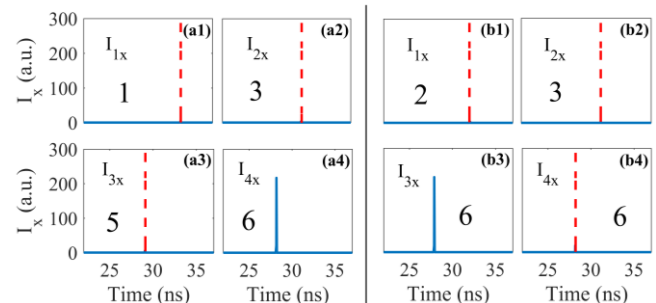 300 (a1) (a2) (b1) (b2)
I_x (a.u.) 200 I_1x I_2x I_1x I_2x
100 1 3 2 3
0
300 (a3) (a4) (b3) (b4)
I_x (a.u.) 200 I_3x I_4x I_3x I_4x
100 5 6 6 6
0
25 30 35 25 30 35 25 30 35 25 30 35
Time (ns) Time (ns) Time (ns) Time (ns)